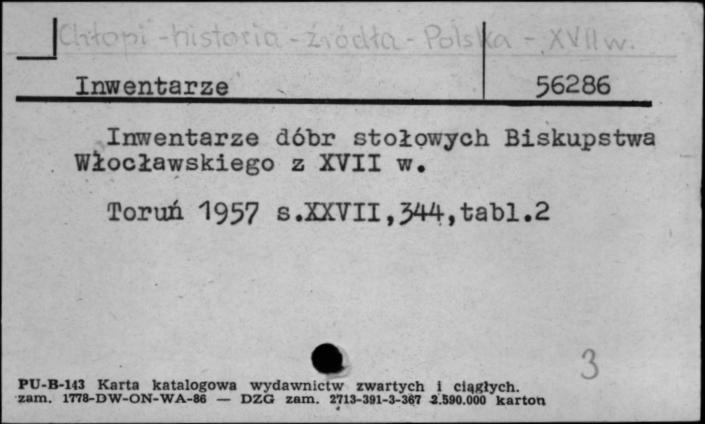 Chłopi - historia - źródła - Polska - XVII w.
Inwentarze 56286
Inwentarze dóbr stołowych Biskupstwa
Włocławskiego z XVII w.
Toruń 1957 s.XXVII,344,tabl.2
3
PU-B-143 Karta katalogowa wydawnictw zwartych i ciągłych.
zam. 1778-DW-ON-WA-86 — DZG zam. 2713-391-3-367 2.590.000 karton